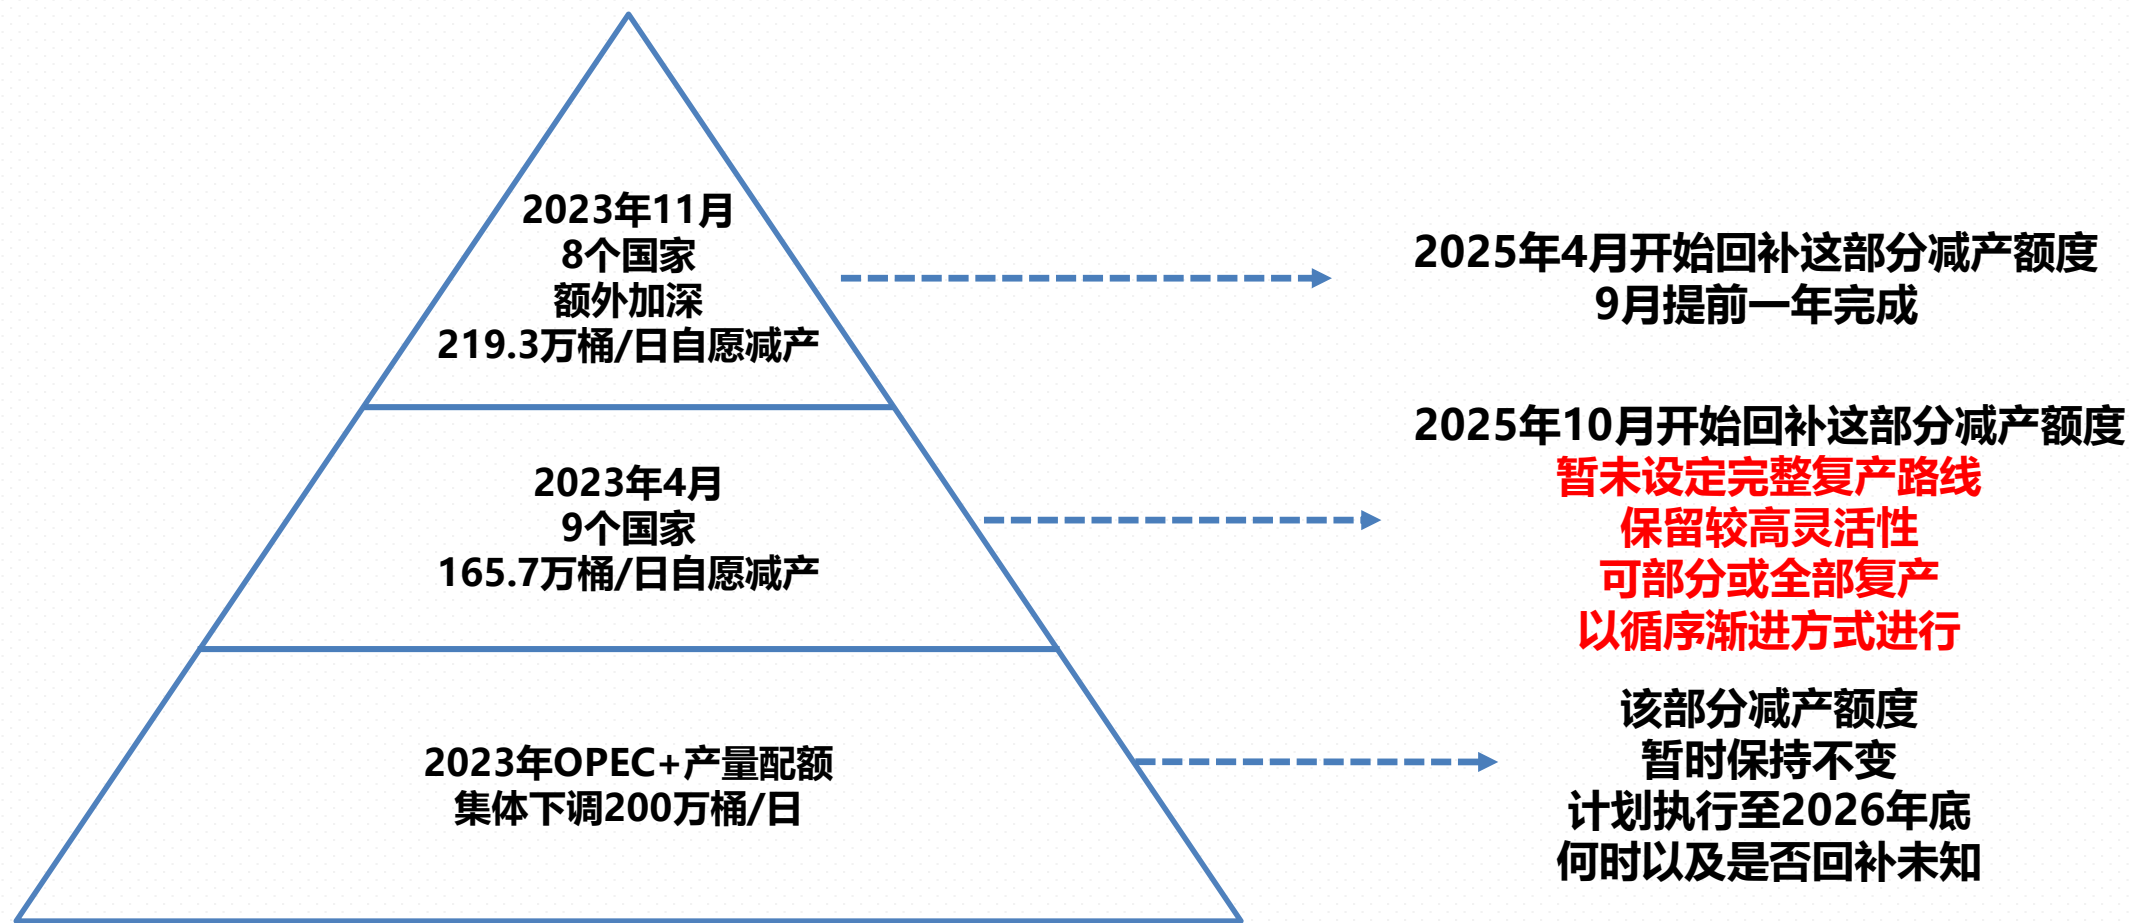 2023年11月
8个国家
额外加深
219.3万桶/日自愿减产
2025年4月开始回补这部分减产额度
9月提前一年完成
2023年4月
9个国家
165.7万桶/日自愿减产
2025年10月开始回补这部分减产额度
暂未设定完整复产路线
保留较高灵活性
可部分或全部复产
以循序渐进方式进行
2023年OPEC+产量配额
集体下调200万桶/日
该部分减产额度
暂时保持不变
计划执行至2026年底
何时以及是否回补未知